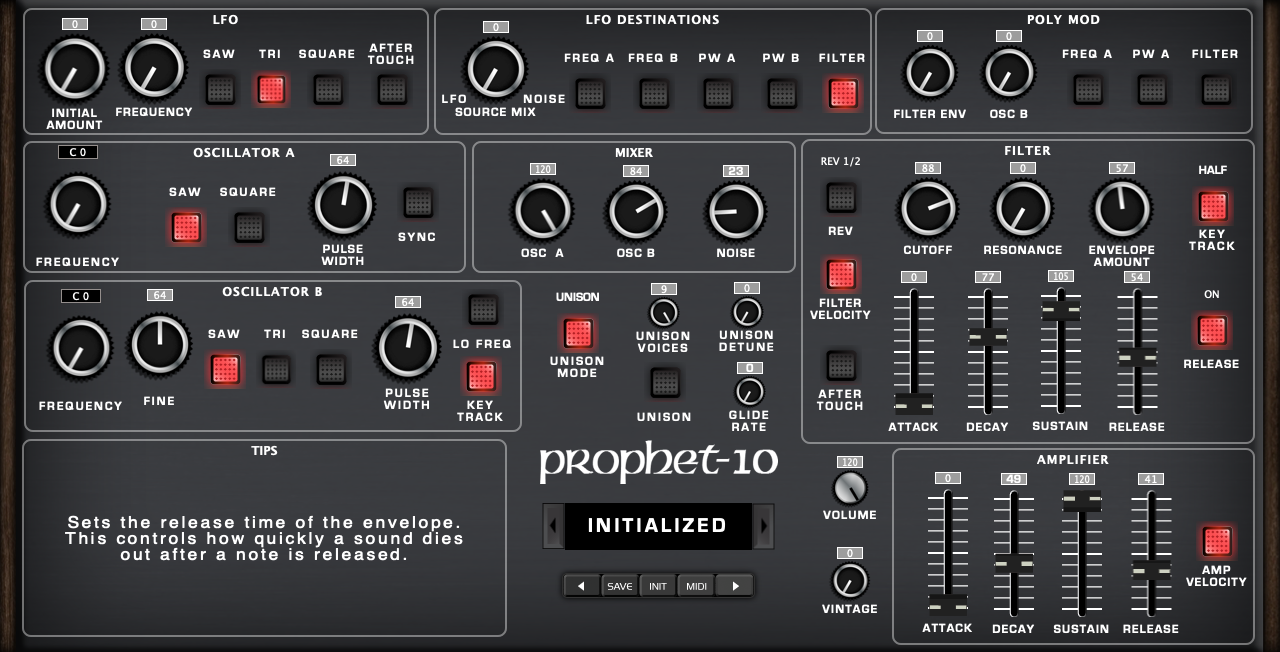 LFO
0
0
SAW
TRI
SQUARE
AFTER
TOUCH
INITIAL
AMOUNT
FREQUENCY
LFO DESTINATIONS
0
FREQ A
FREQ B
PW A
PW B
FILTER
LFO
NOISE
SOURCE MIX
POLY MOD
0
0
FREQ A
PW A
FILTER
FILTER ENV
OSC B
OSCILLATOR A
C 0
64
SAW
SQUARE
SYNC
PULSE
WIDTH
FREQUENCY
MIXER
120
84
23
OSC A
OSC B
NOISE
FILTER
REV 1/2
88
0
57
HALF
REV
CUTOFF
RESONANCE
ENVELOPE
AMOUNT
KEY
TRACK
FILTER
VELOCITY
0
77
105
54
ON
RELEASE
AFTER
TOUCH
ATTACK
DECAY
SUSTAIN
RELEASE
OSCILLATOR B
C 0
64
64
SAW
TRI
SQUARE
LO FREQ
FREQUENCY
FINE
PULSE
WIDTH
KEY
TRACK
UNISON
9
0
UNISON
MODE
UNISON
VOICES
UNISON
DETUNE
0
UNISON
GLIDE
RATE
TIPS
Sets the release time of the envelope.
This controls how quickly a sound dies
out after a note is released.
prophet-10
INITIALIZED
SAVE
INIT
MIDI
120
VOLUME
0
VINTAGE
AMPLIFIER
0
49
120
41
AMP
VELOCITY
ATTACK
DECAY
SUSTAIN
RELEASE